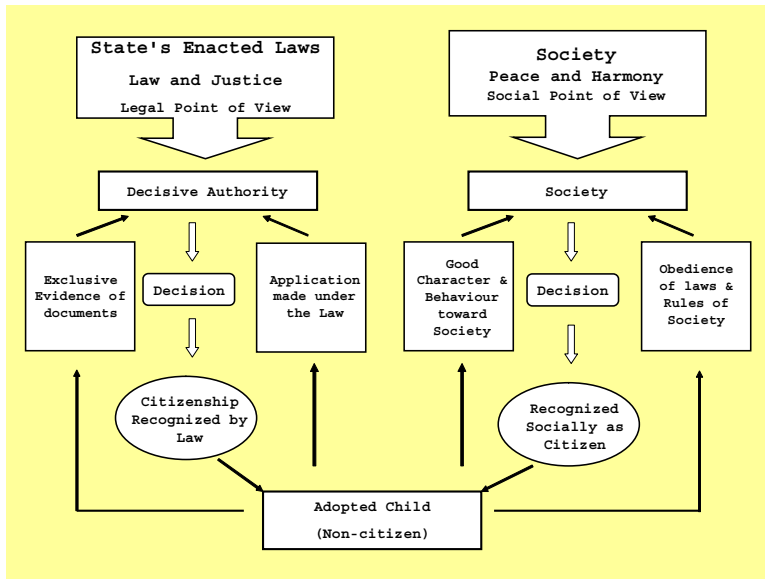 State's Enacted Laws
Law and Justice
Legal Point of View
Society
Peace and Harmony
Social Point of View
Decisive Authority
Society
Exclusive
Evidence of
documents
Decision
Application
made under
the Law
Good
Character &
Behaviour
toward
Society
Decision
Obedience
of laws &
Rules of
Society
Citizenship
Recognized by
Law
Recognized
Socially as
Citizen
Adopted Child
(Non-citizen)